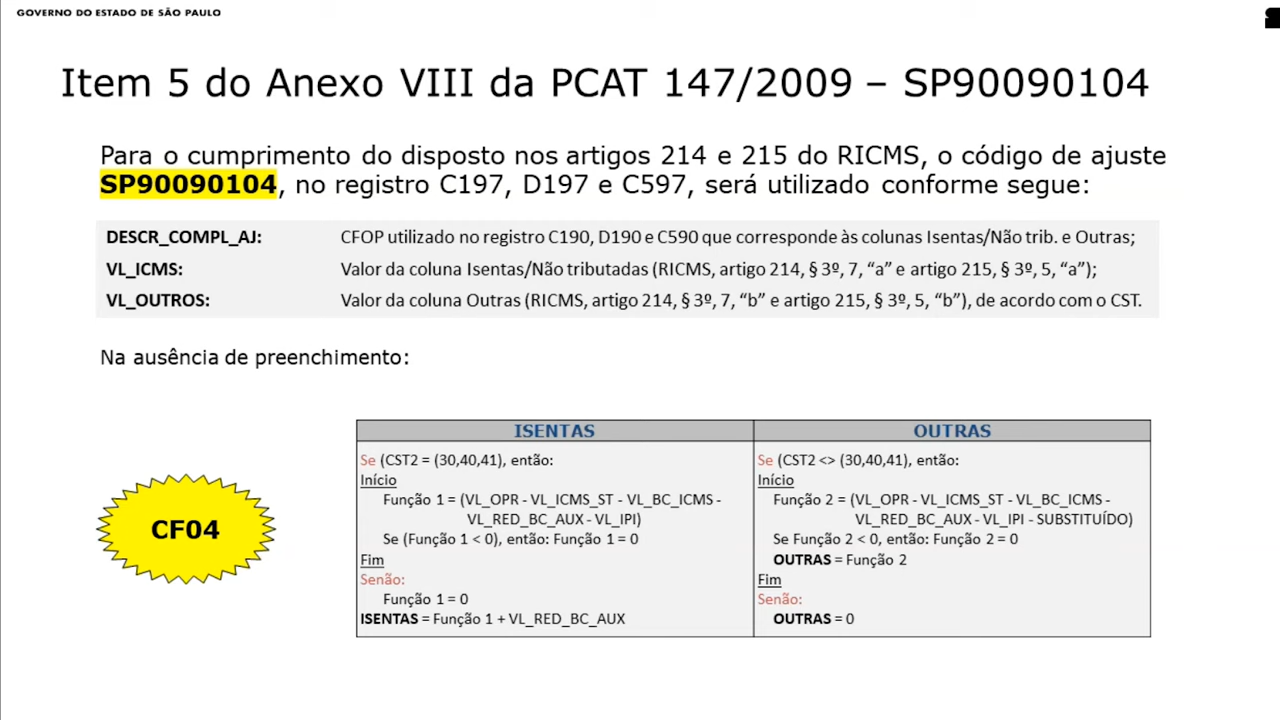 GOVERNO DO ESTADO DE SÃO PAULO
Item 5 do Anexo VIII da PCAT 147/2009 – SP90090104
Para o cumprimento do disposto nos artigos 214 e 215 do RICMS, o código de ajuste
SP90090104, no registro C197, D197 e C597, será utilizado conforme segue:
DESCR_COMPL_AJ: CFOP utilizado no registro C190, D190 e C590 que corresponde às colunas Isentas/Não trib. e Outras;
VL_ICMS: Valor da coluna Isentas/Não tributadas (RICMS, artigo 214, § 3º, 7, “a” e artigo 215, § 3º, 5, “a”);
VL_OUTROS: Valor da coluna Outras (RICMS, artigo 214, § 3º, 7, “b” e artigo 215, § 3º, 5, “b”), de acordo com o CST.
Na ausência de preenchimento:
CF04
ISENTAS
Se (CST2 = (30,40,41), então:
Início
Função 1 = (VL_OPR - VL_ICMS_ST - VL_BC_ICMS -
VL_RED_BC_AUX - VL_IPI)
Se (Função 1 < 0), então: Função 1 = 0
Fim
Senão:
Função 1 = 0
ISENTAS = Função 1 + VL_RED_BC_AUX
OUTRAS
Se (CST2 <> (30,40,41), então:
Início
Função 2 = (VL_OPR - VL_ICMS_ST - VL_BC_ICMS -
VL_RED_BC_AUX - VL_IPI - SUBSTITUÍDO)
Se Função 2 < 0, então: Função 2 = 0
OUTRAS = Função 2
Fim
Senão:
OUTRAS = 0